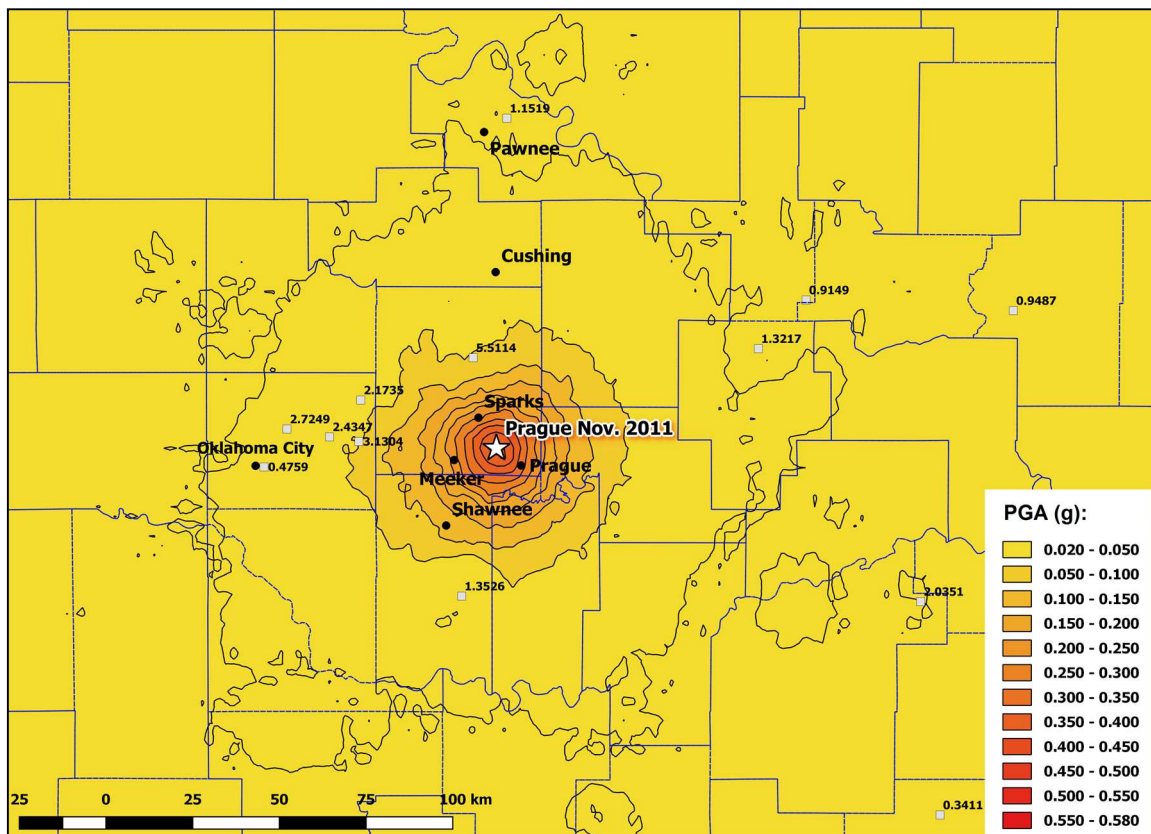 1.1519
Pawnee
Cushing
0.9149
0.9487
1.3217
5.5114
2.1735
Sparks
2.7249
2.4347
Prague Nov. 2011
3.1304
Oklahoma City
0.4759
Meeker
Prague
Shawnee
1.3526
2.0351
PGA (g):
0.020 - 0.050
0.050 - 0.100
0.100 - 0.150
0.150 - 0.200
0.200 - 0.250
0.250 - 0.300
0.300 - 0.350
0.350 - 0.400
0.400 - 0.450
0.450 - 0.500
0.500 - 0.550
0.550 - 0.580
25 0 25 50 75 100 km
0.3411